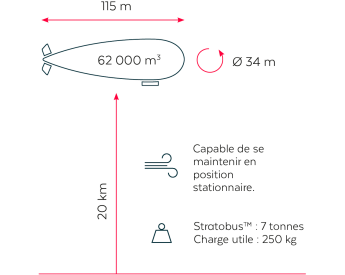 115 m
62 000 m³
Ø 34 m
20 km
Capable de se
maintenir en
position
stationnaire.
Stratobus™ : 7 tonnes
Charge utile : 250 kg